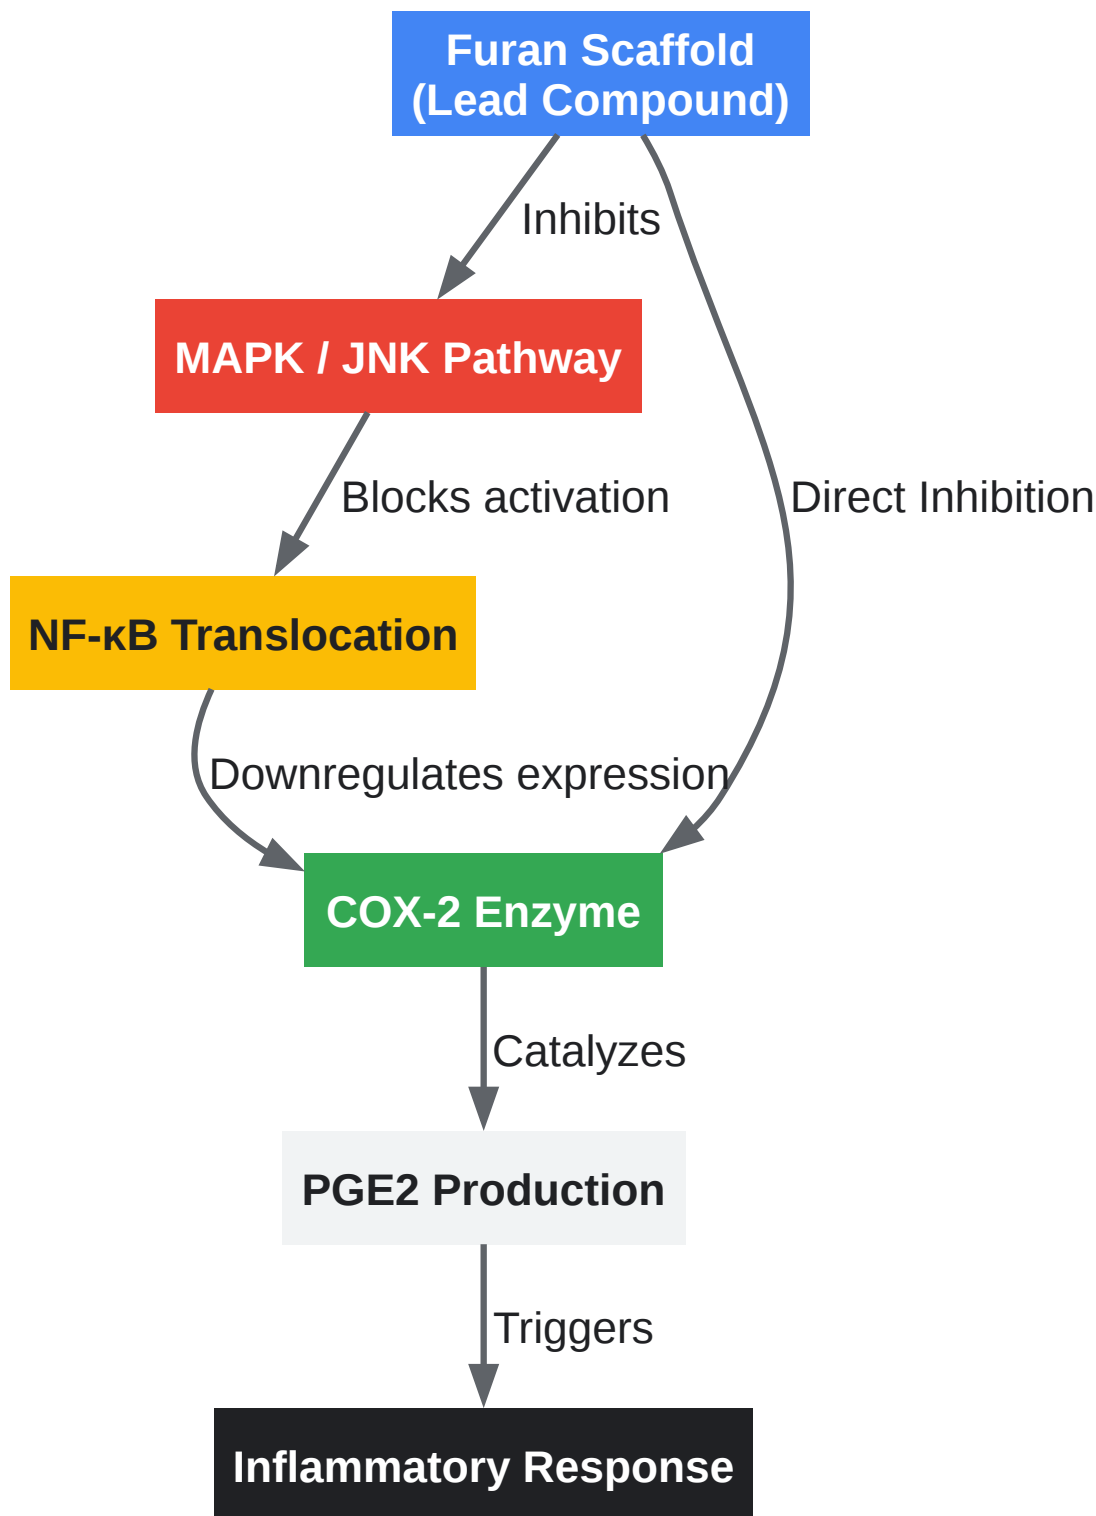 Furan Scaffold
(Lead Compound)
Inhibits
MAPK / JNK Pathway
Blocks activation
Direct Inhibition
NF-κB Translocation
Downregulates expression
COX-2 Enzyme
Catalyzes
PGE2 Production
Triggers
Inflammatory Response